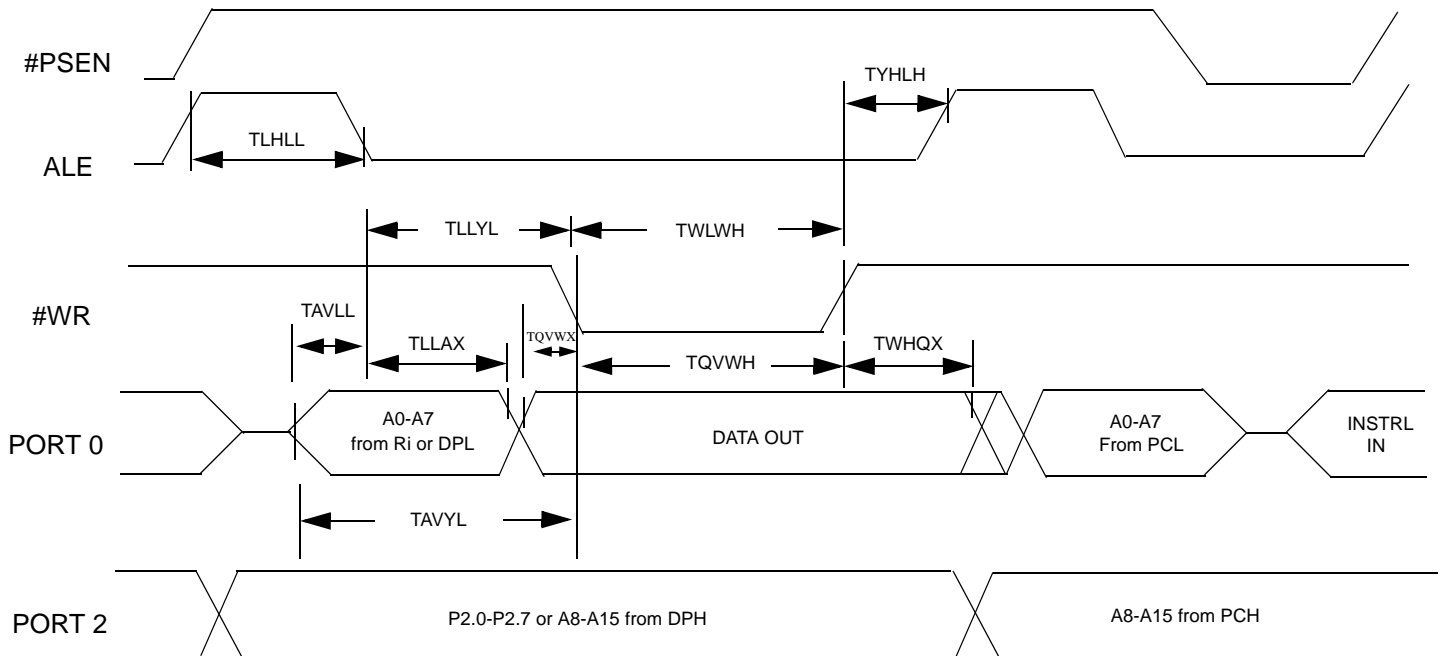 #PSEN
TYHLH
TLHLL
ALE
TLLYL
TWLWH
#WR
TAVLL
TQVWX
TLLAX
TQVWH
TWHQX
PORT 0
A0-A7
from Ri or DPL
DATA OUT
A0-A7
From PCL
INSTRL
IN
TAVYL
PORT 2
P2.0-P2.7 or A8-A15 from DPH
A8-A15 from PCH